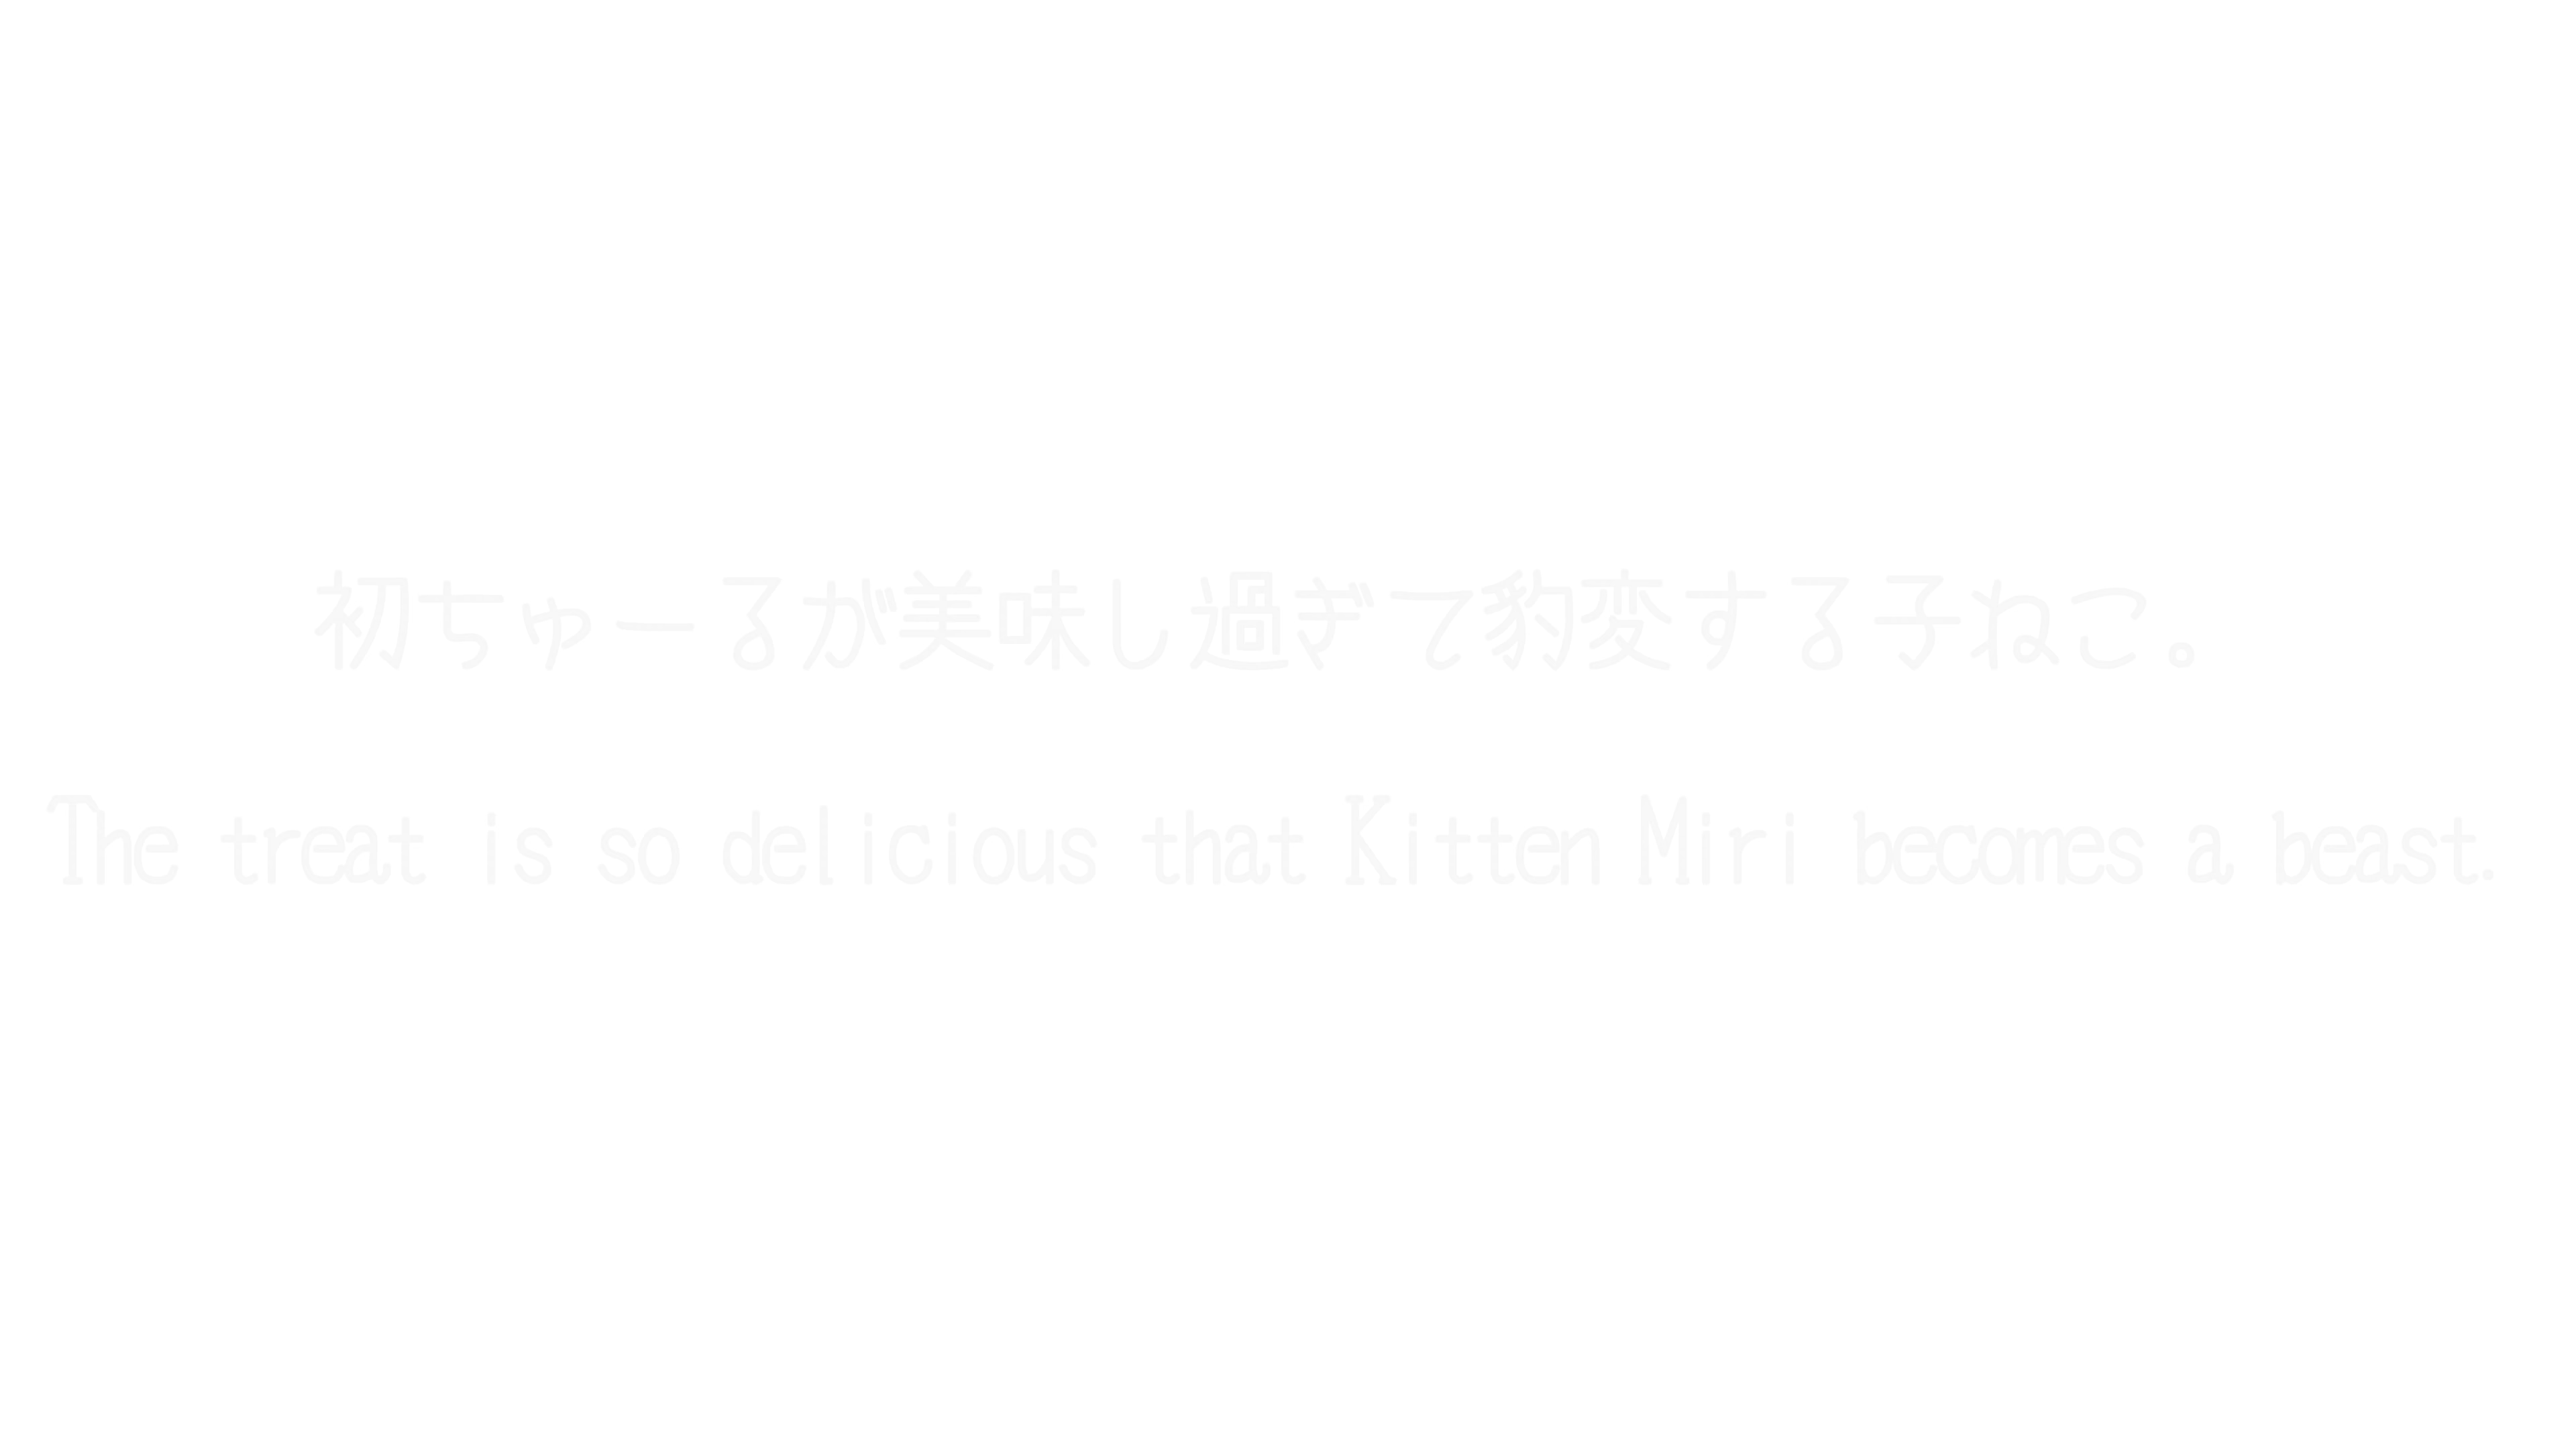 初ちゅーるが美味し過ぎて豹変する子ねこ。
The treat is so delicious that Kitten Miri becomes a beast.